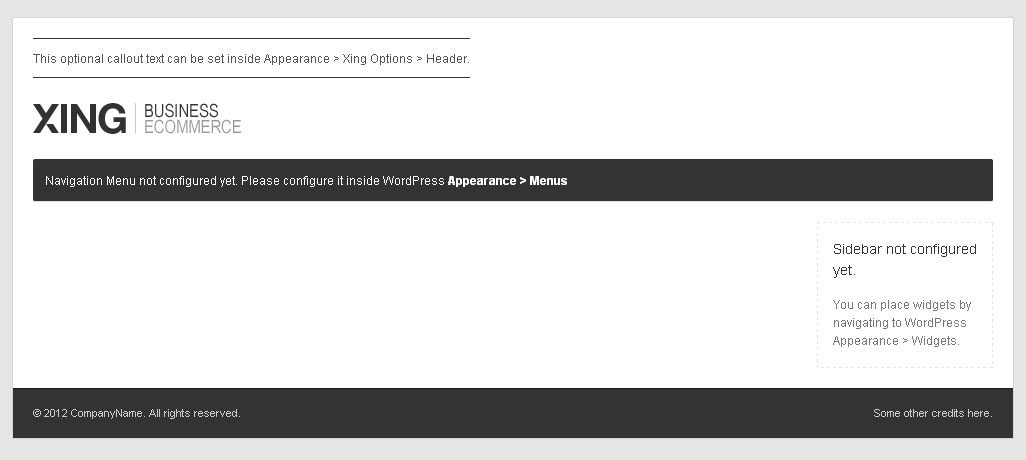 This optional callout text can be set inside Appearance > Xing Options > Header.
XING
BUSINESS
ECOMMERCE
Navigation Menu not configured yet. Please configure it inside WordPress Appearance > Menus
Sidebar not configured
yet.
You can place widgets by
navigating to WordPress
Appearance > Widgets.
© 2012 CompanyName. All rights reserved.
Some other credits here.